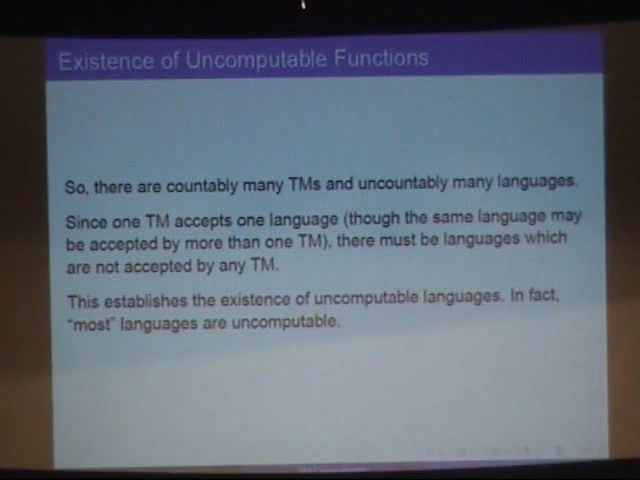 Existence of Uncomputable Functions
So, there are countably many TMs and uncountably many languages.
Since one TM accepts one language (though the same language may
be accepted by more than one TM), there must be languages which
are not accepted by any TM.
This establishes the existence of uncomputable languages. In fact,
“most” languages are uncomputable.